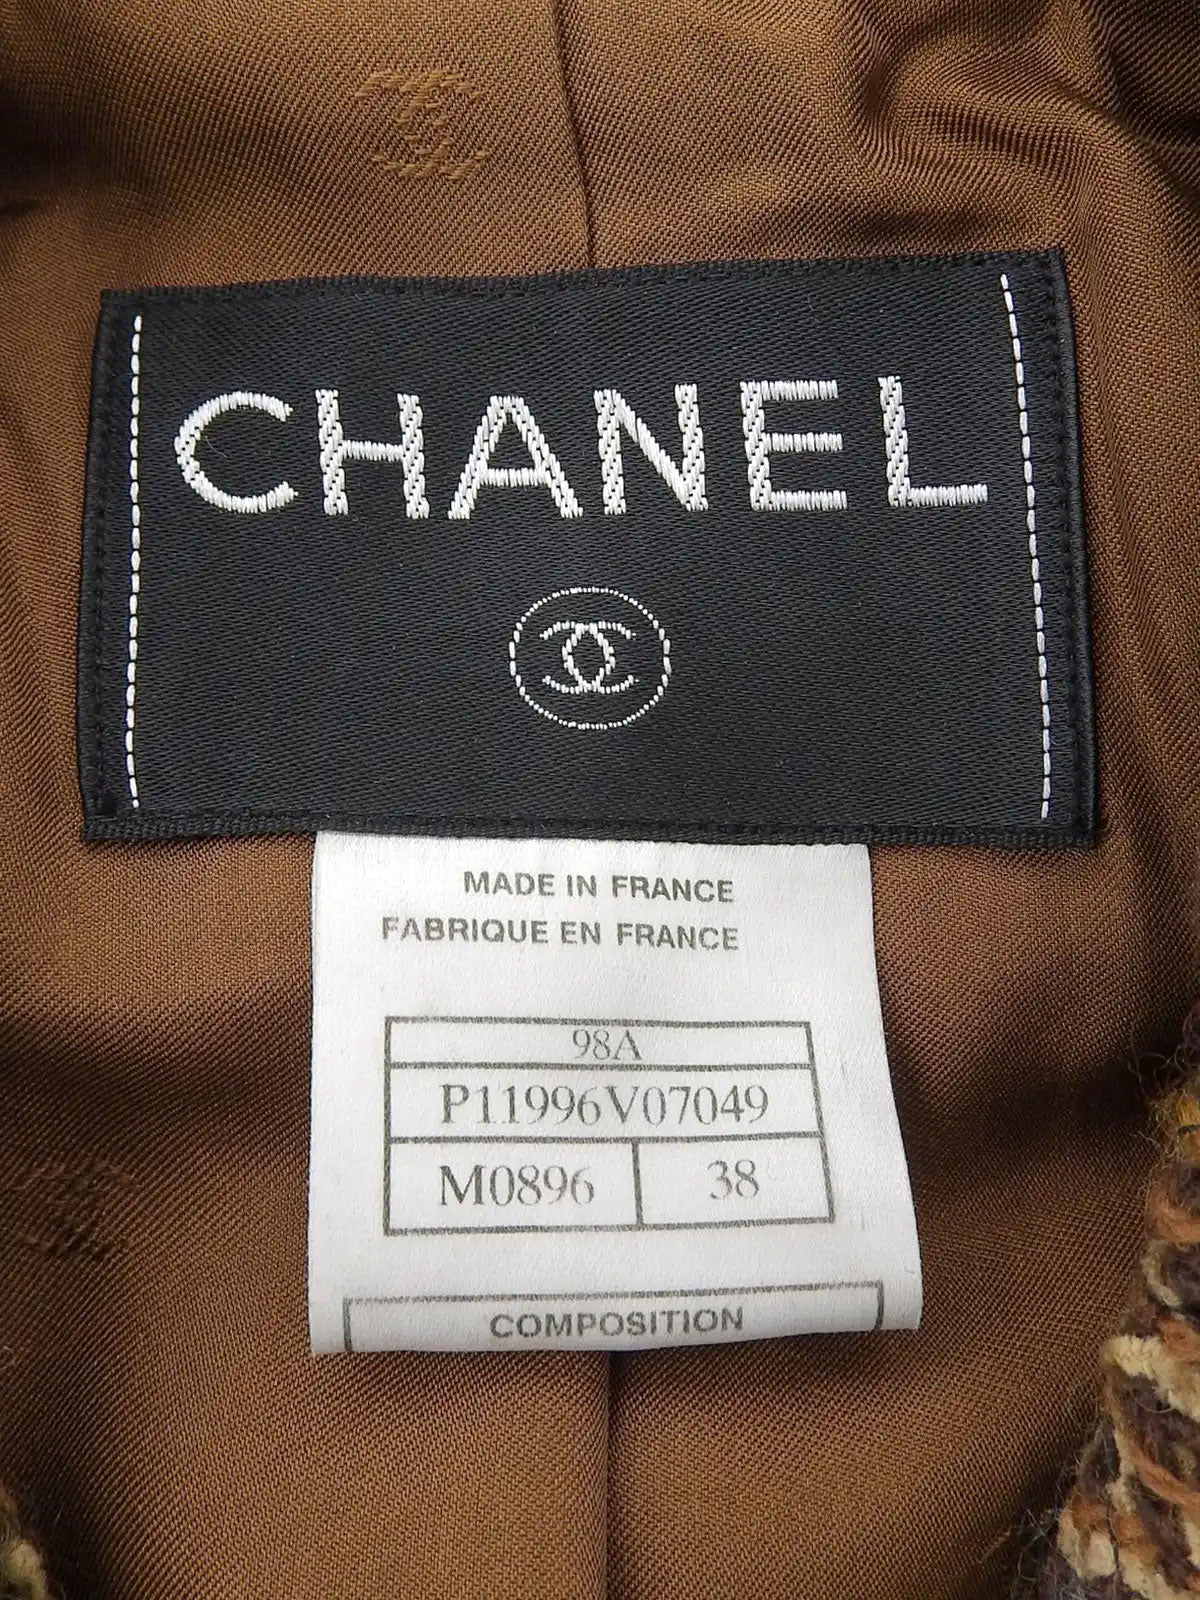 CHANEL
MADE IN FRANCE
FABRIQUE EN FRANCE
98A
P11996V07049
M0896 38
COMPOSITION